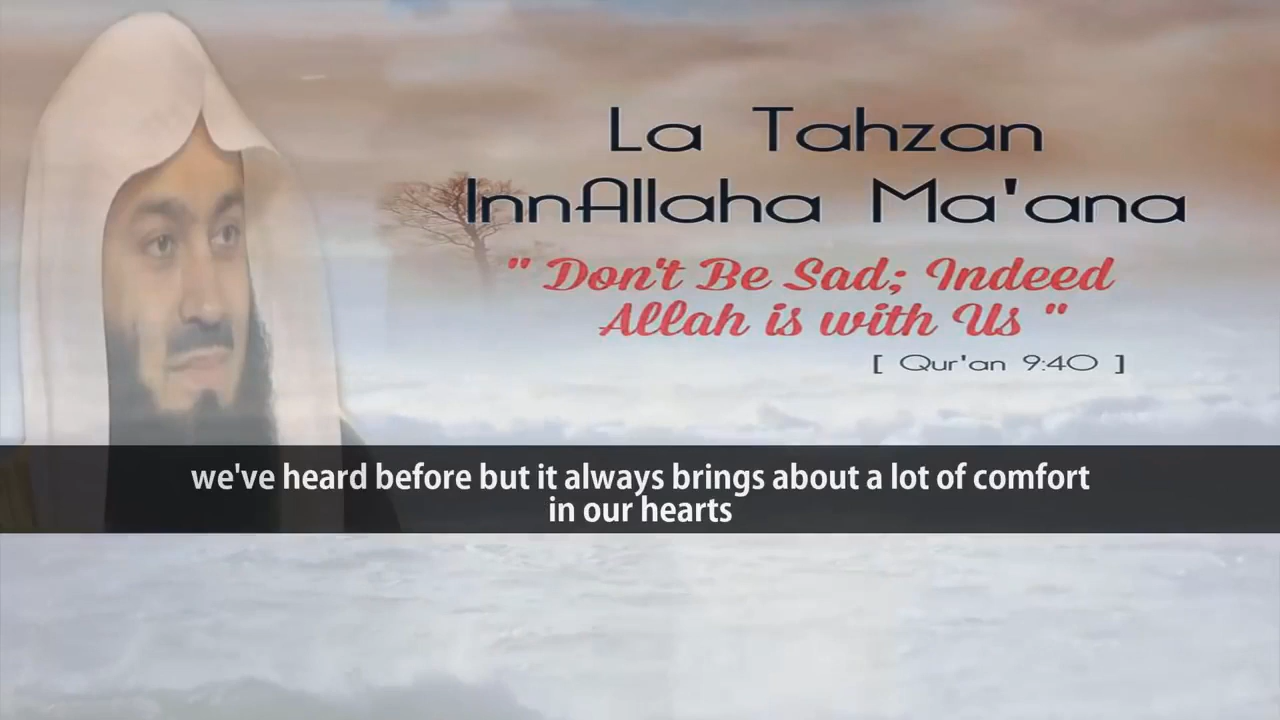 La Tahzan
InnAllaha Ma'ana
" Don't Be Sad; Indeed
Allah is with Us "
[ Qur'an 9:40 ]
we've heard before but it always brings about a lot of comfort
in our hearts